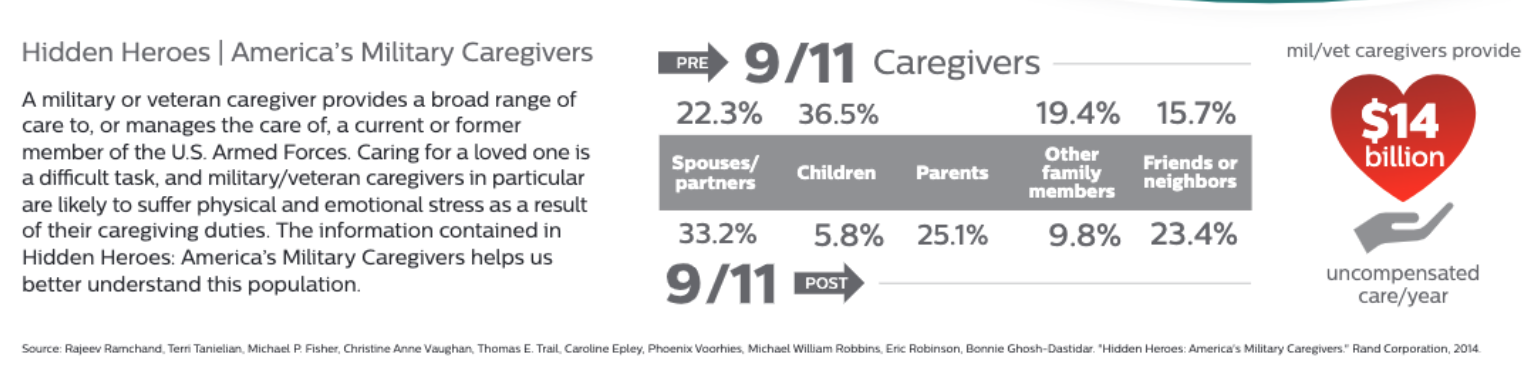 Hidden Heroes | America's Military Caregivers
A military or veteran caregiver provides a broad range of
care to, or manages the care of, a current or former
member of the U.S. Armed Forces. Caring for a loved one is
a difficult task, and military/veteran caregivers in particular
are likely to suffer physical and emotional stress as a result
of their caregiving duties. The information contained in
Hidden Heroes: America's Military Caregivers helps us
better understand this population.
PRE 9/11 Caregivers
22.3% 36.5% 19.4% 15.7%
Spouses/
partners
Children
Parents
Other
family
members
Friends or
neighbors
33.2% 5.8% 25.1% 9.8% 23.4%
9/11 POST
mil/vet caregivers provide
$14
billion
uncompensated
care/year
Source: Rajeev Ramchand, Terri Tanielian, Michael P. Fisher, Christine Anne Vaughan, Thomas E. Trail, Caroline Epley, Phoenix Voorhies, Michael William Robbins, Eric Robinson, Bonnie Ghosh-Dastidar. "Hidden Heroes: America's Military Caregivers." Rand Corporation, 2014.